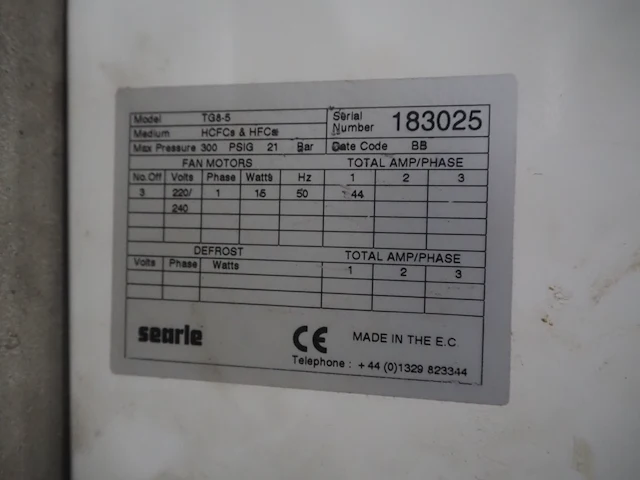 Model TG8-5 Serial Number 183025
Medium HCFCs & HFCs
Max Pressure 300 PSIG 21 Bar Date Code BB
FAN MOTORS TOTAL AMP/PHASE
No.Off Volts Phase Watts Hz 1 2 3
3 220/ 1 16 50 44
240
DEFROST TOTAL AMP/PHASE
Volts Phase Watts 1 2 3
searle CE MADE IN THE E.C
Telephone : +44 (0)1329 823344